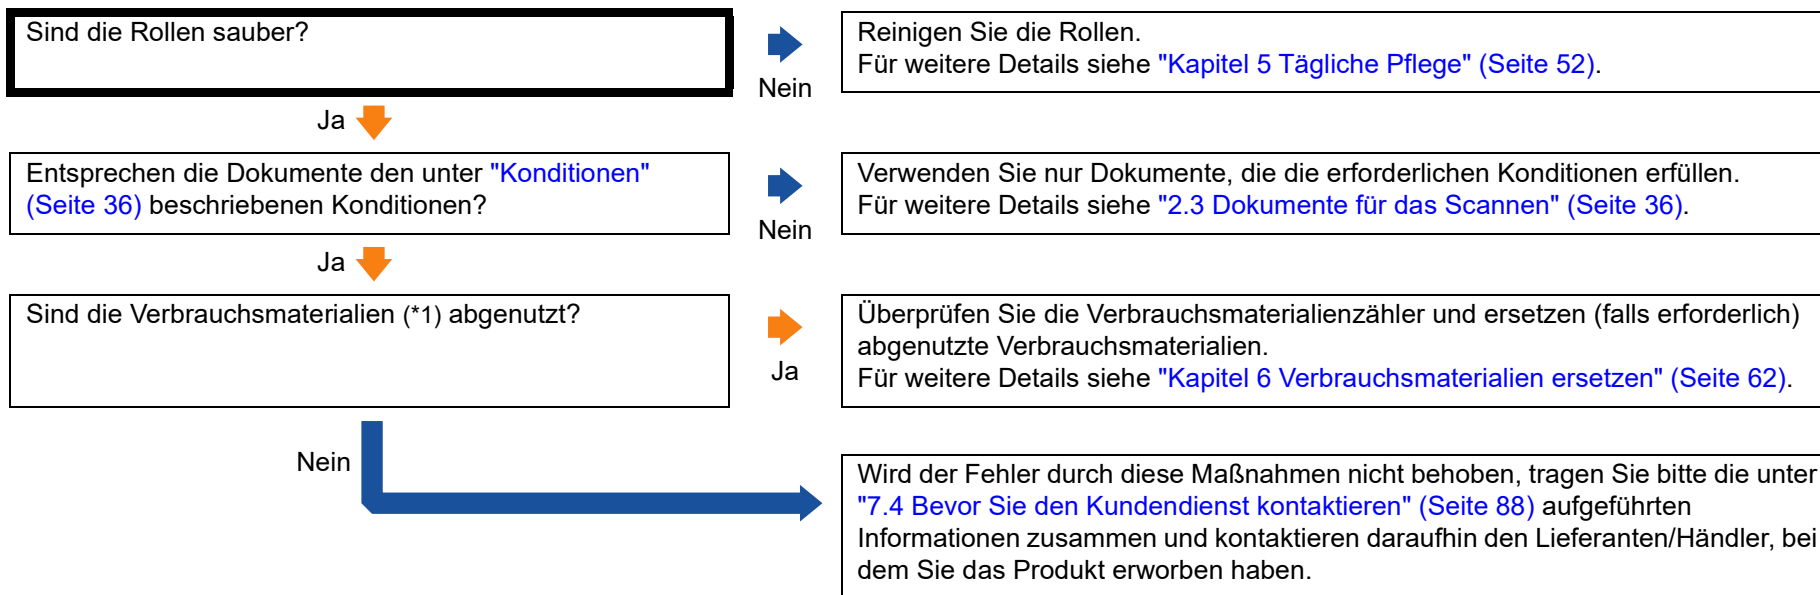 Sind die Rollen sauber?
Nein
Reinigen Sie die Rollen.
Für weitere Details siehe "Kapitel 5 Tägliche Pflege" (Seite 52).
Ja
Entsprechen die Dokumente den unter "Konditionen"
(Seite 36) beschriebenen Konditionen?
Nein
Verwenden Sie nur Dokumente, die die erforderlichen Konditionen erfüllen.
Für weitere Details siehe "2.3 Dokumente für das Scannen" (Seite 36).
Ja
Sind die Verbrauchsmaterialien (*1) abgenutzt?
Ja
Überprüfen Sie die Verbrauchsmaterialienzähler und ersetzen (falls erforderlich)
abgenutzte Verbrauchsmaterialien.
Für weitere Details siehe "Kapitel 6 Verbrauchsmaterialien ersetzen" (Seite 62).
Nein
Wird der Fehler durch diese Maßnahmen nicht behoben, tragen Sie bitte die unter
"7.4 Bevor Sie den Kundendienst kontaktieren" (Seite 88) aufgeführten
Informationen zusammen und kontaktieren daraufhin den Lieferanten/Händler, bei
dem Sie das Produkt erworben haben.